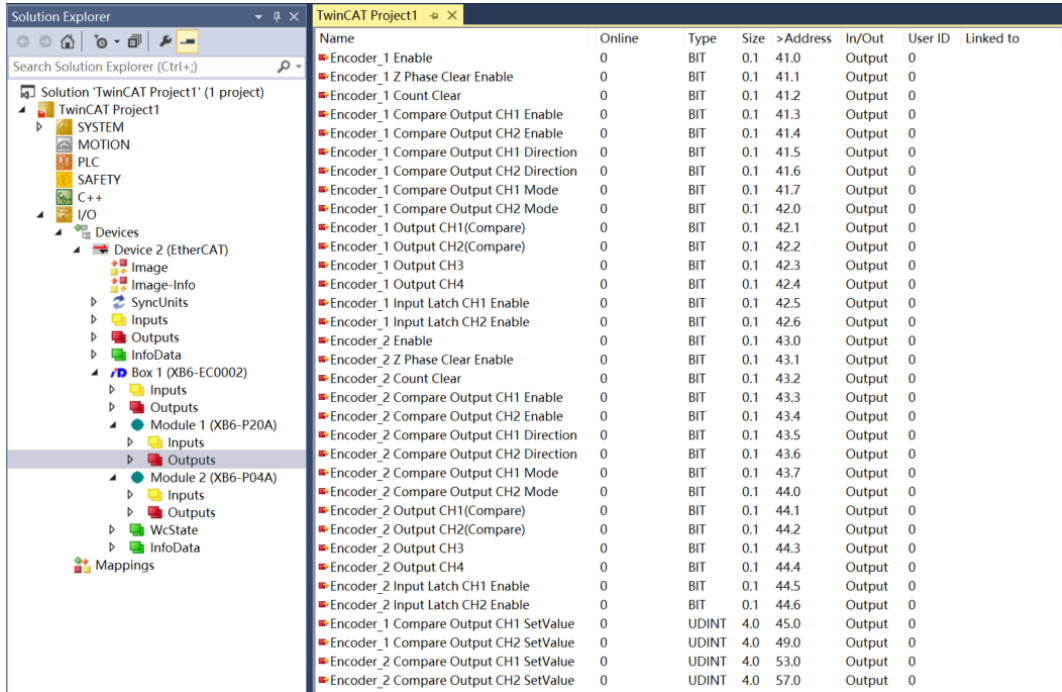 Solution Explorer
Search Solution Explorer (Ctrl+;)
Solution 'TwinCAT Project1' (1 project)
TwinCAT Project1
SYSTEM
MOTION
PLC
SAFETY
C++
I/O
Devices
Device 2 (EtherCAT)
Image
Image-Info
SyncUnits
Inputs
Outputs
InfoData
Box 1 (XB6-EC0002)
Inputs
Outputs
Module 1 (XB6-P20A)
Inputs
Outputs
Module 2 (XB6-P04A)
Inputs
Outputs
WcState
InfoData
Mappings
TwinCAT Project1
Name Online Type Size >Address In/Out User ID Linked to
Encoder_1 Enable 0 BIT 0.1 41.0 Output 0
Encoder_1 Z Phase Clear Enable 0 BIT 0.1 41.1 Output 0
Encoder_1 Count Clear 0 BIT 0.1 41.2 Output 0
Encoder_1 Compare Output CH1 Enable 0 BIT 0.1 41.3 Output 0
Encoder_1 Compare Output CH2 Enable 0 BIT 0.1 41.4 Output 0
Encoder_1 Compare Output CH1 Direction 0 BIT 0.1 41.5 Output 0
Encoder_1 Compare Output CH2 Direction 0 BIT 0.1 41.6 Output 0
Encoder_1 Compare Output CH1 Mode 0 BIT 0.1 41.7 Output 0
Encoder_1 Compare Output CH2 Mode 0 BIT 0.1 42.0 Output 0
Encoder_1 Output CH1(Compare) 0 BIT 0.1 42.1 Output 0
Encoder_1 Output CH2(Compare) 0 BIT 0.1 42.2 Output 0
Encoder_1 Output CH3 0 BIT 0.1 42.3 Output 0
Encoder_1 Output CH4 0 BIT 0.1 42.4 Output 0
Encoder_1 Input Latch CH1 Enable 0 BIT 0.1 42.5 Output 0
Encoder_1 Input Latch CH2 Enable 0 BIT 0.1 42.6 Output 0
Encoder_2 Enable 0 BIT 0.1 43.0 Output 0
Encoder_2 Z Phase Clear Enable 0 BIT 0.1 43.1 Output 0
Encoder_2 Count Clear 0 BIT 0.1 43.2 Output 0
Encoder_2 Compare Output CH1 Enable 0 BIT 0.1 43.3 Output 0
Encoder_2 Compare Output CH2 Enable 0 BIT 0.1 43.4 Output 0
Encoder_2 Compare Output CH1 Direction 0 BIT 0.1 43.5 Output 0
Encoder_2 Compare Output CH2 Direction 0 BIT 0.1 43.6 Output 0
Encoder_2 Compare Output CH1 Mode 0 BIT 0.1 43.7 Output 0
Encoder_2 Compare Output CH2 Mode 0 BIT 0.1 44.0 Output 0
Encoder_2 Output CH1(Compare) 0 BIT 0.1 44.1 Output 0
Encoder_2 Output CH2(Compare) 0 BIT 0.1 44.2 Output 0
Encoder_2 Output CH3 0 BIT 0.1 44.3 Output 0
Encoder_2 Output CH4 0 BIT 0.1 44.4 Output 0
Encoder_2 Input Latch CH1 Enable 0 BIT 0.1 44.5 Output 0
Encoder_2 Input Latch CH2 Enable 0 BIT 0.1 44.6 Output 0
Encoder_1 Compare Output CH1 SetValue 0 UDINT 4.0 45.0 Output 0
Encoder_1 Compare Output CH2 SetValue 0 UDINT 4.0 49.0 Output 0
Encoder_2 Compare Output CH1 SetValue 0 UDINT 4.0 53.0 Output 0
Encoder_2 Compare Output CH2 SetValue 0 UDINT 4.0 57.0 Output 0